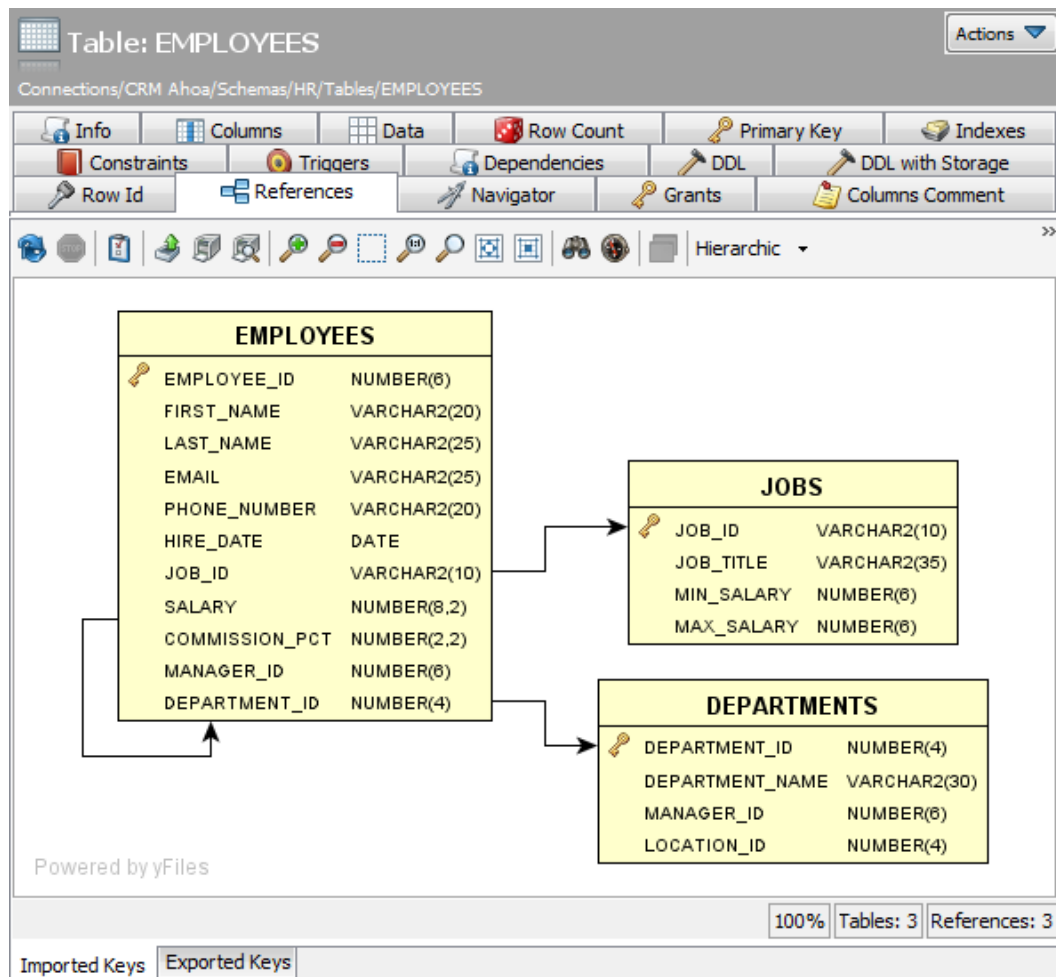 Table: EMPLOYEES
Actions
Connections/CRM Ahoa/Schemas/HR/Tables/EMPLOYEES
Info Columns Data Row Count Primary Key Indexes
Constraints Triggers Dependencies DDL DDL with Storage
Row Id References Navigator Grants Columns Comment
STOP 1:1 Hierarchic »
EMPLOYEES
EMPLOYEE_ID NUMBER(6)
FIRST_NAME VARCHAR2(20)
LAST_NAME VARCHAR2(25)
EMAIL VARCHAR2(25)
PHONE_NUMBER VARCHAR2(20)
HIRE_DATE DATE
JOB_ID VARCHAR2(10)
SALARY NUMBER(8,2)
COMMISSION_PCT NUMBER(2,2)
MANAGER_ID NUMBER(6)
DEPARTMENT_ID NUMBER(4)
JOBS
JOB_ID VARCHAR2(10)
JOB_TITLE VARCHAR2(35)
MIN_SALARY NUMBER(6)
MAX_SALARY NUMBER(6)
DEPARTMENTS
DEPARTMENT_ID NUMBER(4)
DEPARTMENT_NAME VARCHAR2(30)
MANAGER_ID NUMBER(6)
LOCATION_ID NUMBER(4)
Powered by yFiles
100% Tables: 3 References: 3
Imported Keys Exported Keys